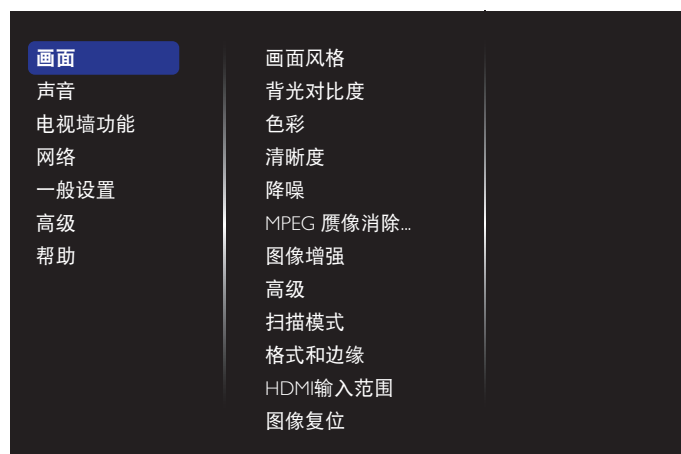 画面
声音
电视墙功能
网络
一般设置
高级
帮助
画面风格
背光对比度
色彩
清晰度
降噪
MPEG 赝像消除...
图像增强
高级
扫描模式
格式和边缘
HDMI输入范围
图像复位